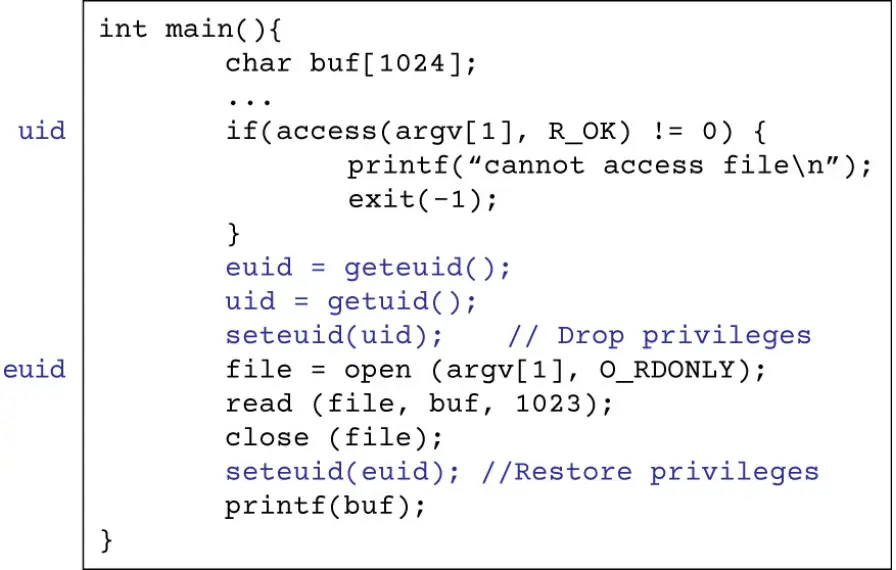 int main(){
char buf[1024];
...
uid if(access(argv[1], R_OK) != 0) {
printf(“cannot access file\n”);
exit(-1);
}
euid = geteuid();
uid = getuid();
seteuid(uid); // Drop privileges
euid file = open (argv[1], O_RDONLY);
read (file, buf, 1023);
close (file);
seteuid(euid); //Restore privileges
printf(buf);
}